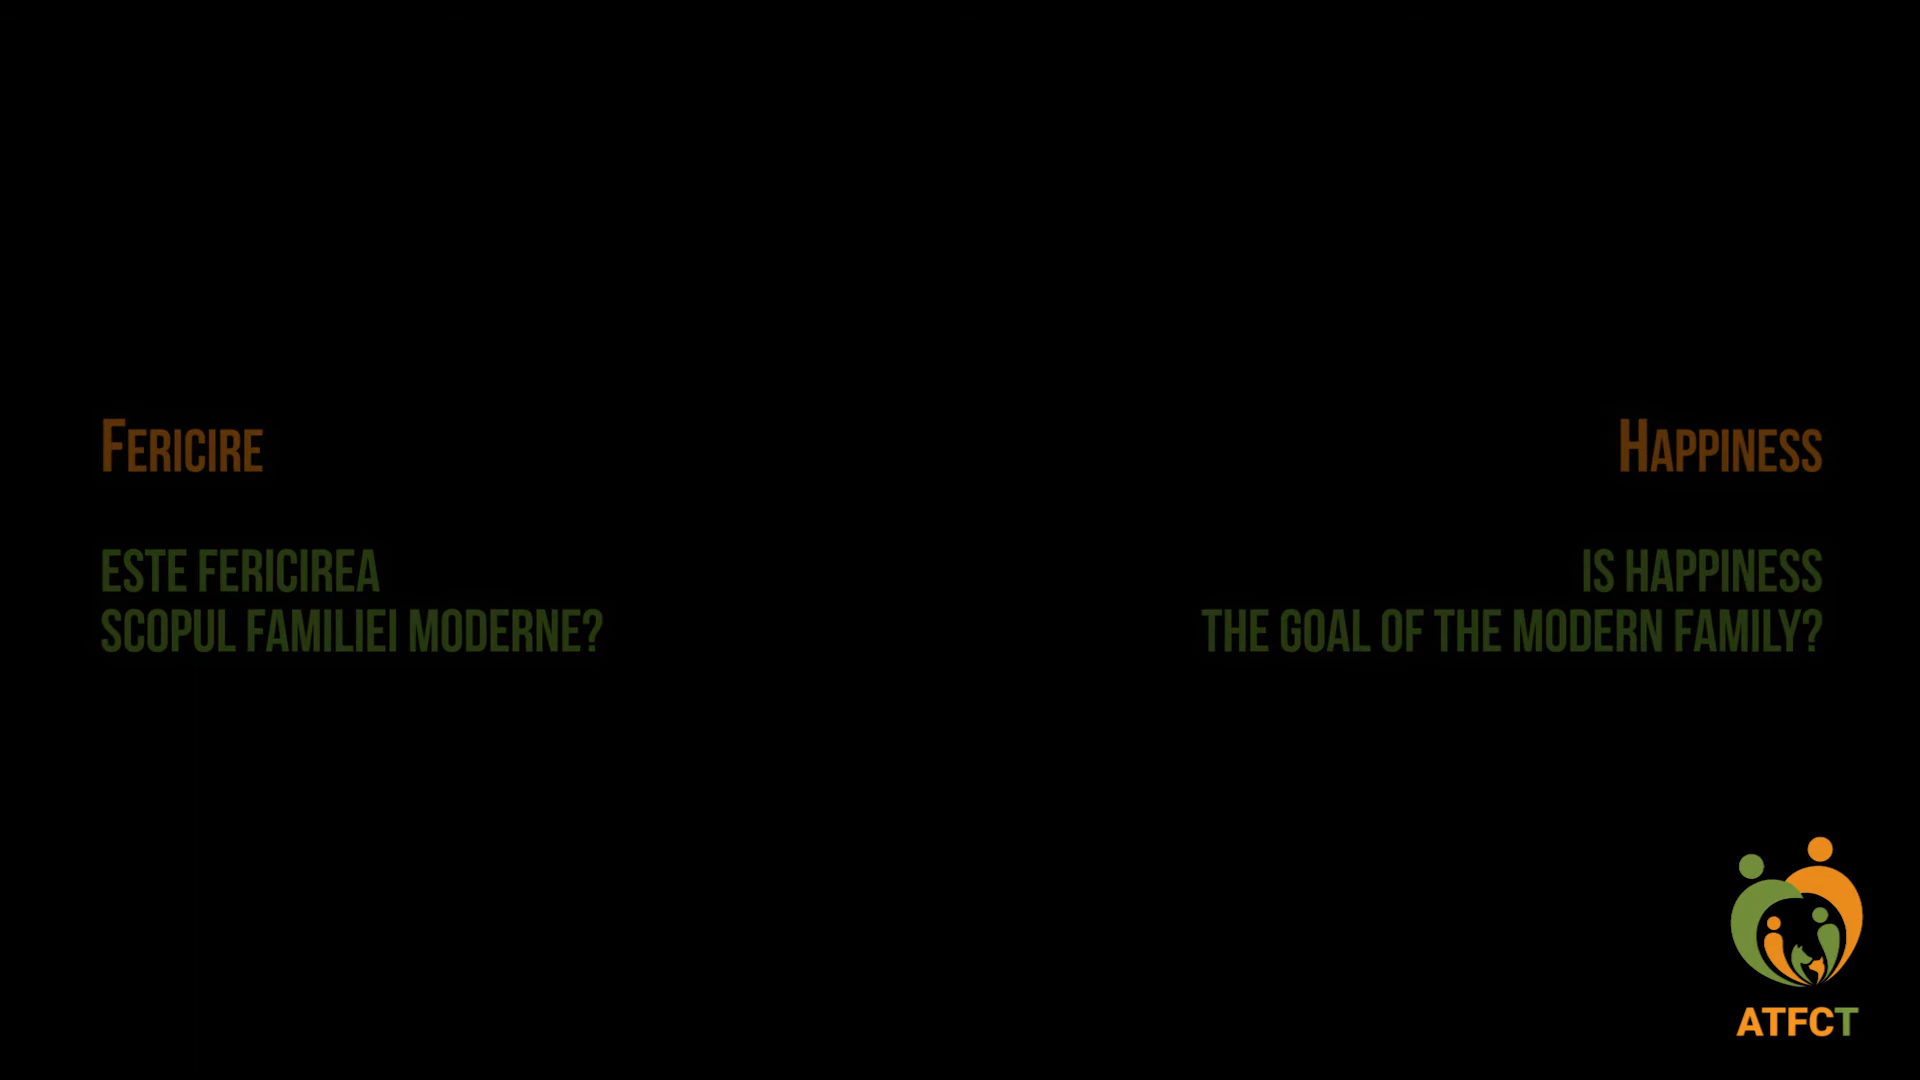 Fericire
ESTE FERICIREA
SCOPUL FAMILIEI MODERNE?
Happiness
IS HAPPINESS
THE GOAL OF THE MODERN FAMILY?
ATFCT